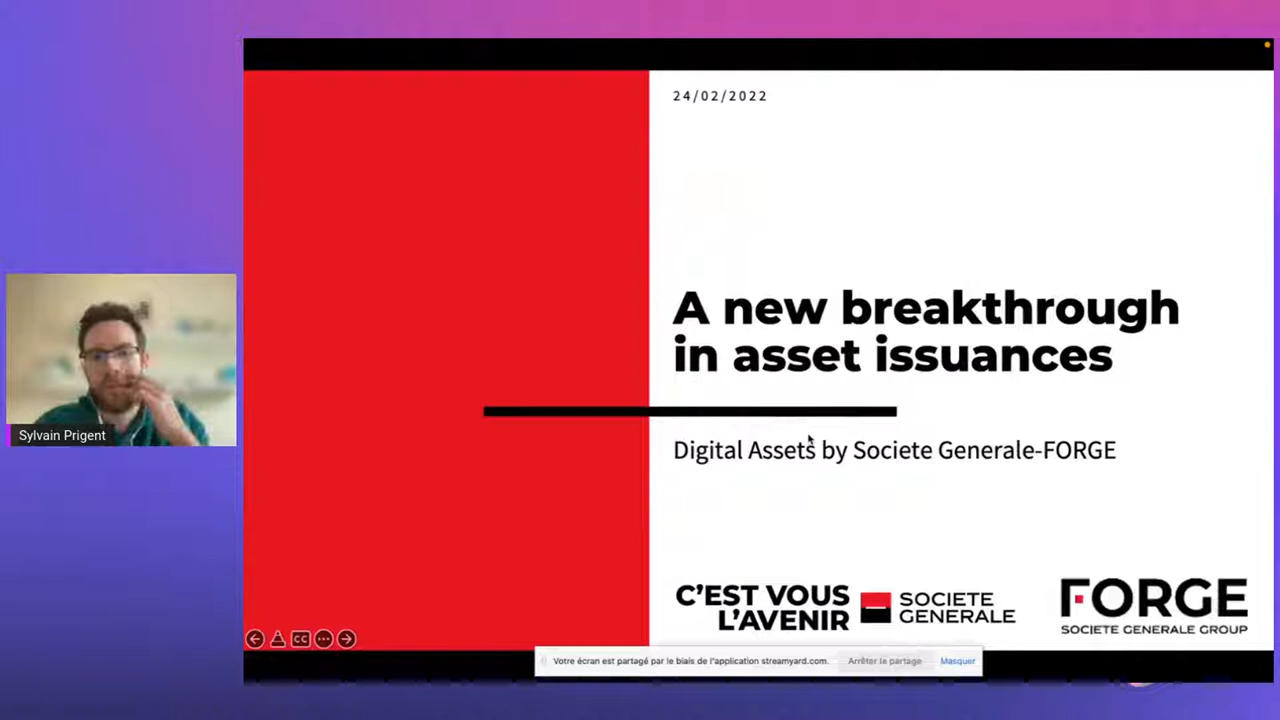 24/02/2022
A new breakthrough
in asset issuances
Digital Assets by Societe Generale-FORGE
Sylvain Prigent
C'EST VOUS
L'AVENIR
SOCIETE
GENERALE
FORGE
SOCIETE GENERALE GROUP
CC
Votre écran est partagé par le biais de l'application streamyard.com.
Arrêter le partage
Masquer